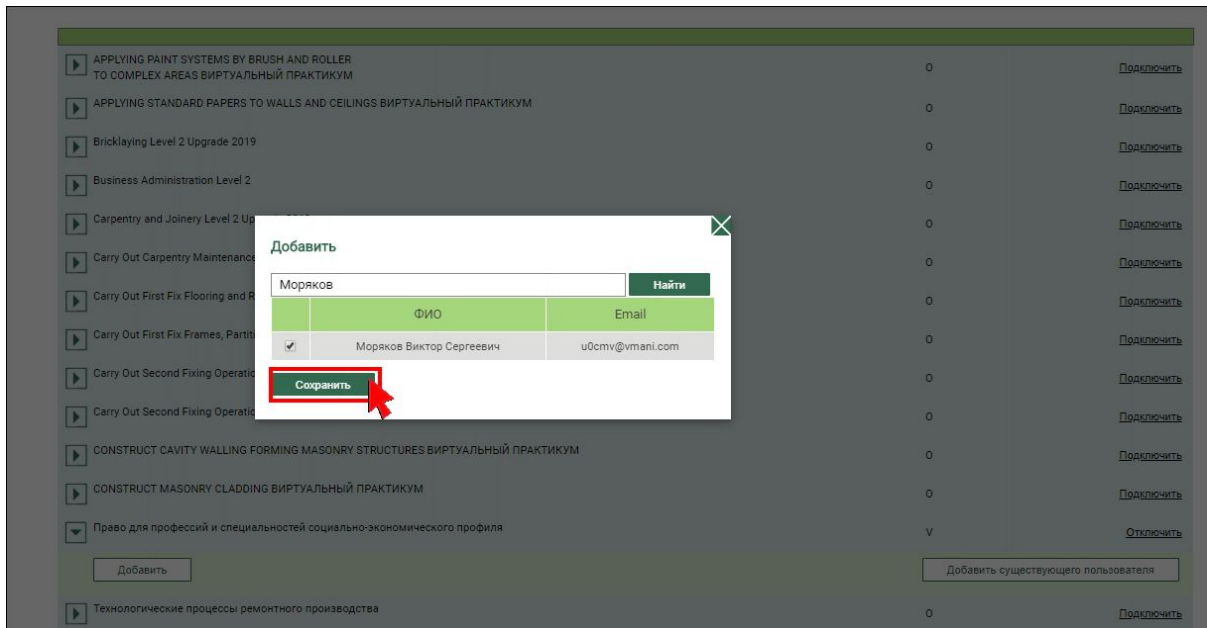 APPLYING PAINT SYSTEMS BY BRUSH AND ROLLER
TO COMPLEX AREAS ВИРТУАЛЬНЫЙ ПРАКТИКУМ
O Подключить
APPLYING STANDARD PAPERS TO WALLS AND CEILINGS ВИРТУАЛЬНЫЙ ПРАКТИКУМ O Подключить
Bricklaying Level 2 Upgrade 2019 O Подключить
Business Administration Level 2 O Подключить
Carpentry and Joinery Level 2 Up O Подключить
Carry Out Carpentry Maintenance O Подключить
Carry Out First Fix Flooring and R O Подключить
Carry Out First Fix Frames, Partiti O Подключить
Carry Out Second Fixing Operatio O Подключить
Carry Out Second Fixing Operatio O Подключить
Добавить
Моряков Найти
ФИО Email
Моряков Виктор Сергеевич u0cmv@vmani.com
Сохранить
CONSTRUCT CAVITY WALLING FORMING MASONRY STRUCTURES ВИРТУАЛЬНЫЙ ПРАКТИКУМ O Подключить
CONSTRUCT MASONRY CLADDING ВИРТУАЛЬНЫЙ ПРАКТИКУМ O Подключить
Право для профессий и специальностей социально-экономического профиля V Отключить
Добавить Добавить существующего пользователя
Технологические процессы ремонтного производства O Подключить